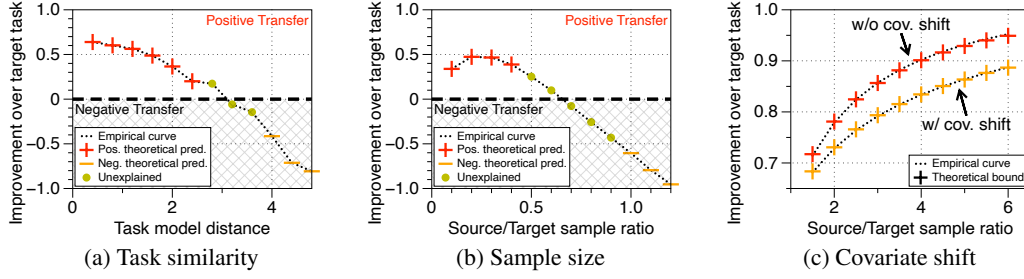 Improvement over target task
1.0
0.5
0
−0.5
−1.0
Positive Transfer
Negative Transfer
Empirical curve
Pos. theoretical pred.
Neg. theoretical pred.
Unexplained
0
2
4
Task model distance
(a) Task similarity
Improvement over target task
1.0
0.5
0
−0.5
−1.0
Positive Transfer
Negative Transfer
Empirical curve
Pos. theoretical pred.
Neg. theoretical pred.
Unexplained
0
0.5
1.0
Source/Target sample ratio
(b) Sample size
Improvement over target task
1.0
0.9
0.8
0.7
w/o cov. shift
w/ cov. shift
Empirical curve
Theoretical bound
2
4
6
Source/Target sample ratio
(c) Covariate shift